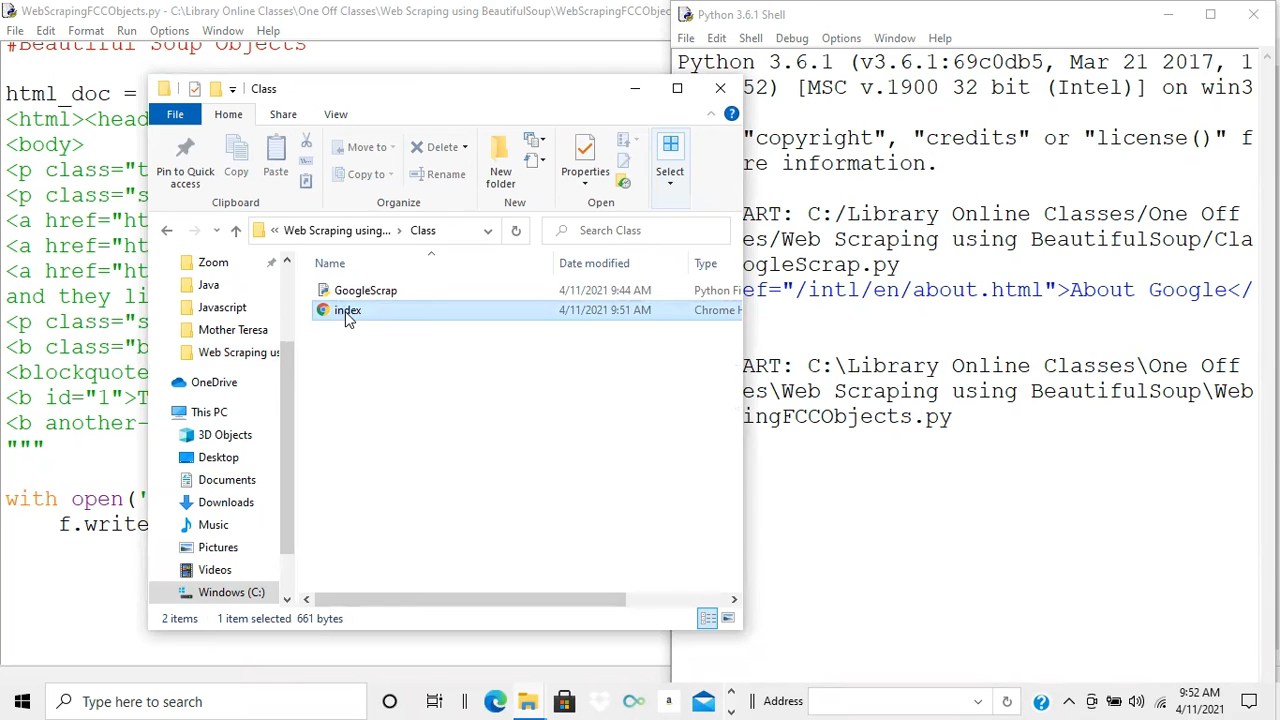 WebScrapingFCCObjects.py - C:\Library Online Classes\One Off Classes\Web Scraping using BeautifulSoup\WebScrapingFCCObje
File Edit Format Run Options Window Help
#Beautiful Soup Objects
html_doc =
<html><head
<body>
<p class="t
<p class="s
<a href="ht
<a href="ht
<a href="ht
and they li
<p class="s
<b class="b
<blockquote
<b id="1">T
<b another-
"""
with open('
f.write
Class
File Home Share View
Pin to Quick access
Copy
Paste
Clipboard
Move to
Copy to
Delete
Rename
Organize
New folder
New
Properties
Open
Select
« Web Scraping using... › Class
Search Class
Zoom
Java
Javascript
Mother Teresa
Web Scraping us
OneDrive
This PC
3D Objects
Desktop
Documents
Downloads
Music
Pictures
Videos
Windows (C:)
Name Date modified Type
GoogleScrap 4/11/2021 9:44 AM Python Fi
index 4/11/2021 9:51 AM Chrome H
2 items 1 item selected 661 bytes
Python 3.6.1 Shell
File Edit Shell Debug Options Window Help
Python 3.6.1 (v3.6.1:69c0db5, Mar 21 2017, 1
52) [MSC v.1900 32 bit (Intel)] on win3
"copyright", "credits" or "license()" f
re information.
ART: C:/Library Online Classes/One Off
es/Web Scraping using BeautifulSoup/Cla
ogleScrap.py
ef="/intl/en/about.html">About Google</
ART: C:\Library Online Classes\One Off
es\Web Scraping using BeautifulSoup\Web
ingFCCObjects.py
Type here to search
a
Address
9:52 AM
4/11/2021